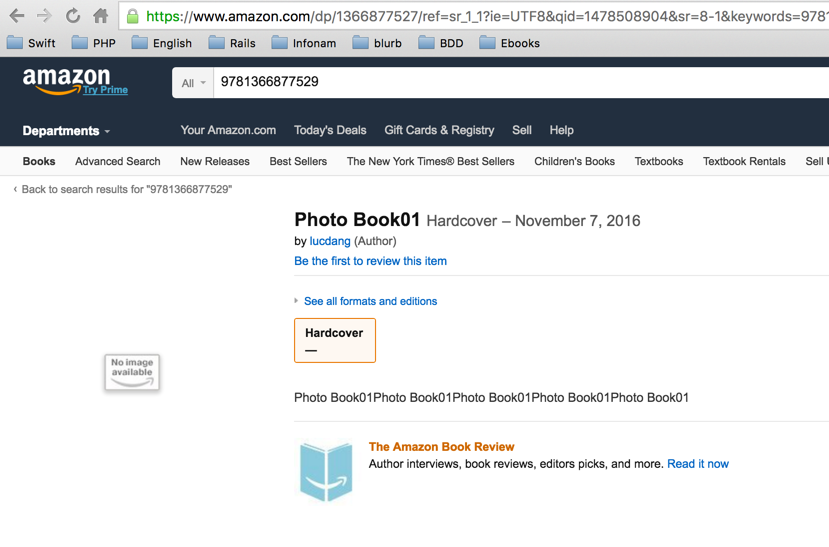 https://www.amazon.com/dp/1366877527/ref=sr_1_1?ie=UTF8&qid=1478508904&sr=8-1&keywords=978
Swift PHP English Rails Infonam blurb BDD Ebooks
amazon
Try Prime
All 9781366877529
Departments Your Amazon.com Today's Deals Gift Cards & Registry Sell Help
Books Advanced Search New Releases Best Sellers The New York Times® Best Sellers Children's Books Textbooks Textbook Rentals Sell
‹ Back to search results for "9781366877529"
Photo Book01 Hardcover – November 7, 2016
by lucdang (Author)
Be the first to review this item
See all formats and editions
Hardcover
—
No image
available
Photo Book01Photo Book01Photo Book01Photo Book01Photo Book01
The Amazon Book Review
Author interviews, book reviews, editors picks, and more. Read it now